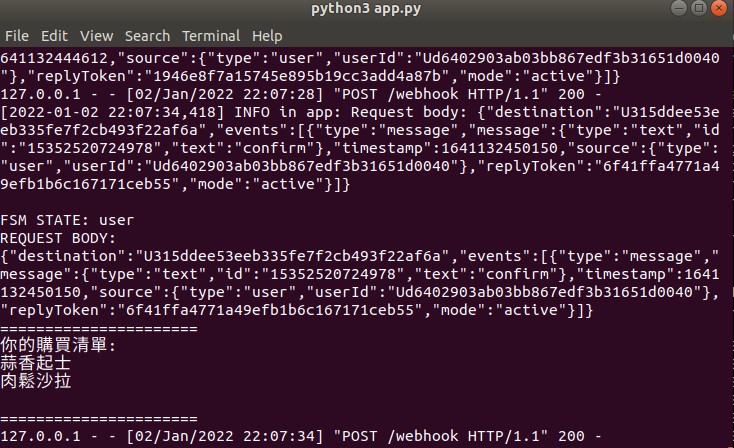 python3 app.py
File Edit View Search Terminal Help
641132444612,"source":{"type":"user","userId":"Ud6402903ab03bb867edf3b31651d0040
"},"replyToken":"1946e8f7a15745e895b19cc3add4a87b","mode":"active"}]}
127.0.0.1 - - [02/Jan/2022 22:07:28] "POST /webhook HTTP/1.1" 200 -
[2022-01-02 22:07:34,418] INFO in app: Request body: {"destination":"U315ddee53e
eb335fe7f2cb493f22af6a","events":[{"type":"message","message":{"type":"text","id
":"15352520724978","text":"confirm"},"timestamp":1641132450150,"source":{"type":
"user","userId":"Ud6402903ab03bb867edf3b31651d0040"},"replyToken":"6f41ffa4771a4
9efb1b6c167171ceb55","mode":"active"}]}
FSM STATE: user
REQUEST BODY:
{"destination":"U315ddee53eeb335fe7f2cb493f22af6a","events":[{"type":"message","
message":{"type":"text","id":"15352520724978","text":"confirm"},"timestamp":1641
132450150,"source":{"type":"user","userId":"Ud6402903ab03bb867edf3b31651d0040"},
"replyToken":"6f41ffa4771a49efb1b6c167171ceb55","mode":"active"}]}
======================
你的購買清單:
蒜香起士
肉鬆沙拉
======================
127.0.0.1 - - [02/Jan/2022 22:07:34] "POST /webhook HTTP/1.1" 200 -